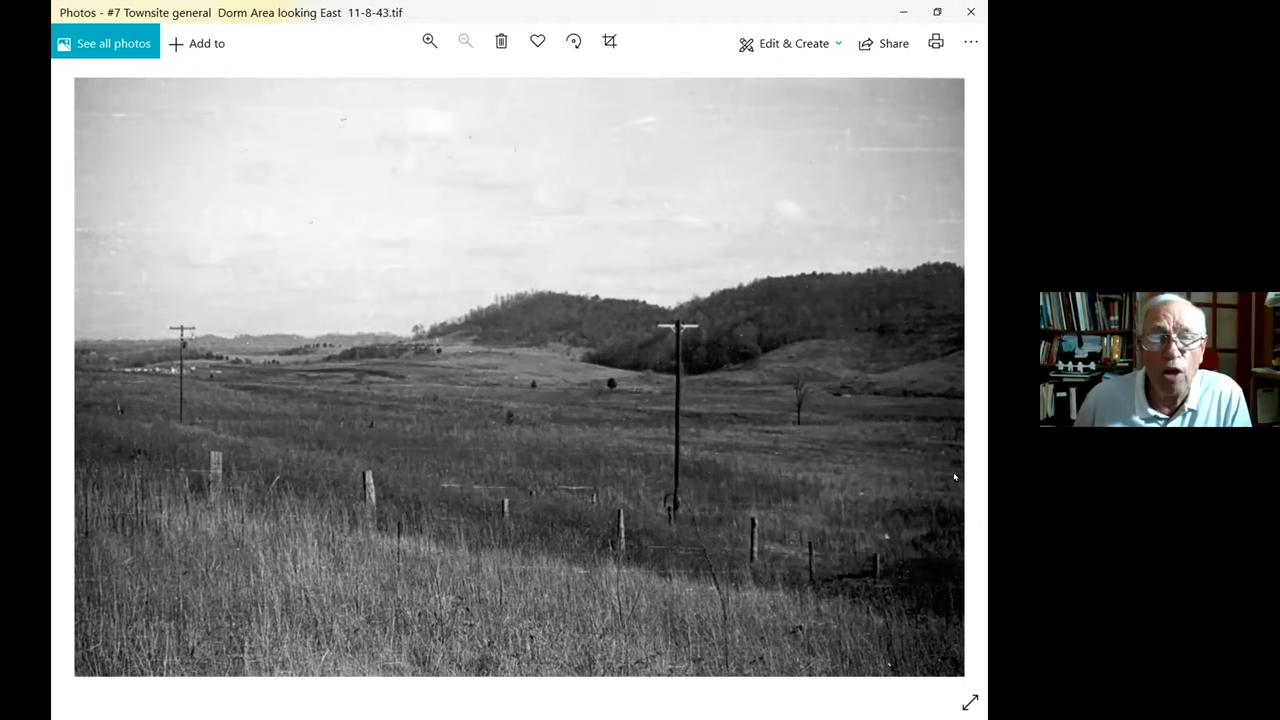 Photos - #7 Townsite general Dorm Area looking East 11-8-43.tif
See all photos
Add to
Edit & Create
Share